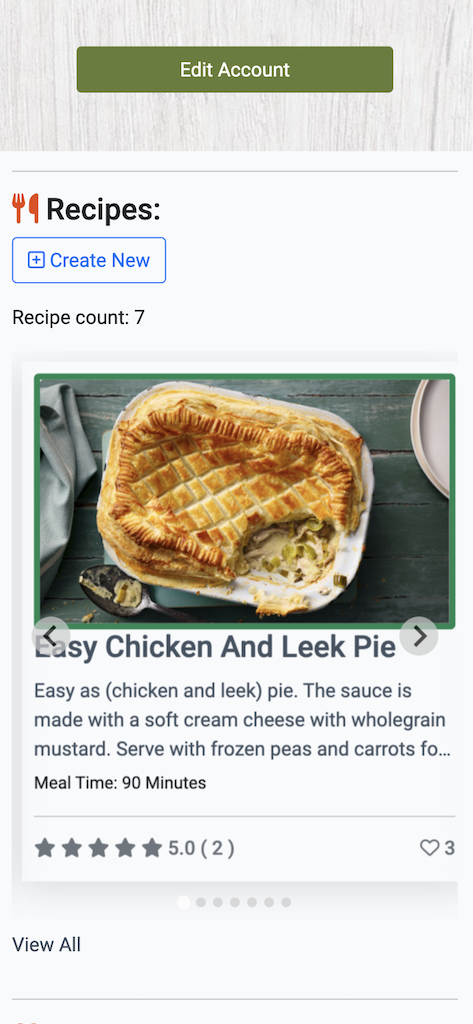 Edit Account
Recipes:
Create New
Recipe count: 7
Easy Chicken And Leek Pie
Easy as (chicken and leek) pie. The sauce is
made with a soft cream cheese with wholegrain
mustard. Serve with frozen peas and carrots fo…
Meal Time: 90 Minutes
5.0 ( 2 )
3
View All